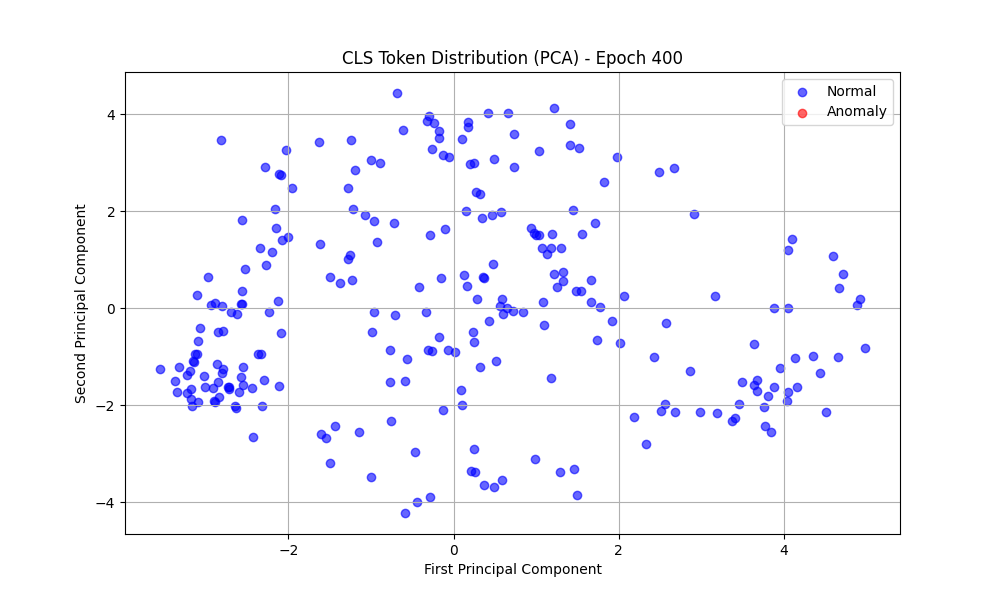 CLS Token Distribution (PCA) - Epoch 400
Normal
Anomaly
Second Principal Component
4
2
0
−2
−4
−2
0
2
4
First Principal Component